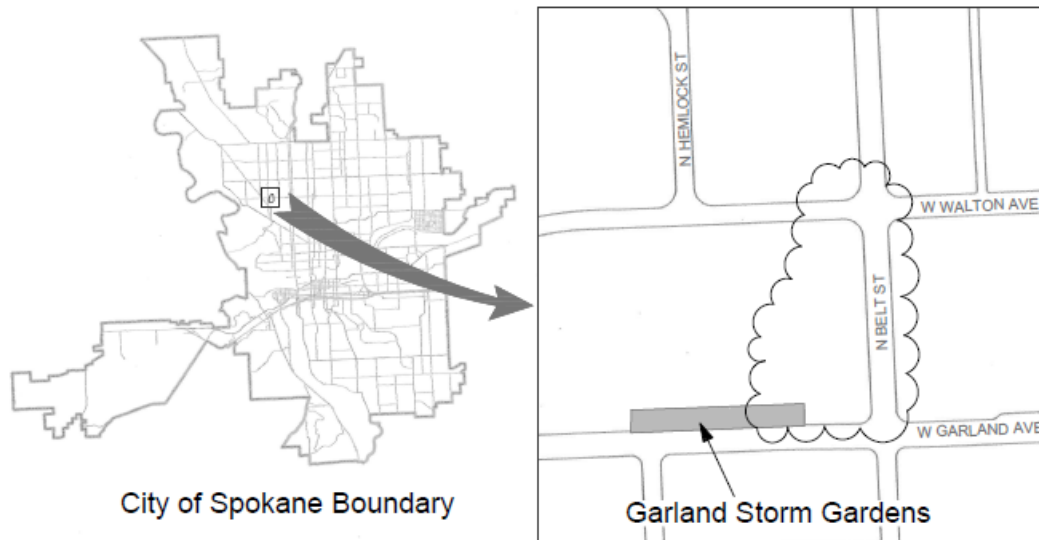 City of Spokane Boundary
N HEMLOCK ST
W WALTON AVE
N BELT ST
W GARLAND AVE
Garland Storm Gardens